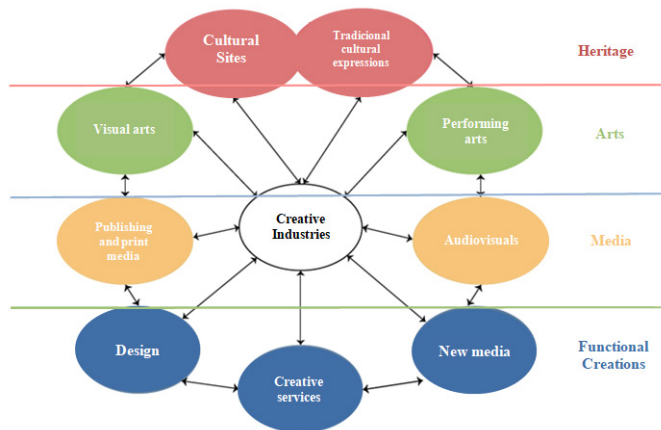 Cultural
Sites
Tradicional
cultural
expressions
Heritage
Visual arts
Performing
arts
Arts
Publishing
and print
media
Creative
Industries
Audiovisuals
Media
Design
Creative
services
New media
Functional
Creations